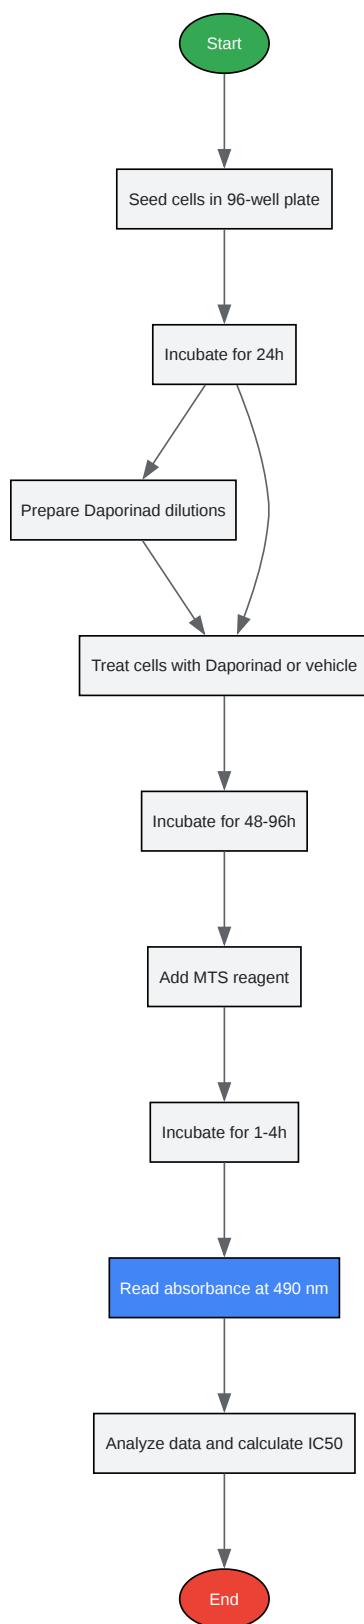 Start
Seed cells in 96-well plate
Incubate for 24h
Prepare Daporinad dilutions
Treat cells with Daporinad or vehicle
Incubate for 48-96h
Add MTS reagent
Incubate for 1-4h
Read absorbance at 490 nm
Analyze data and calculate IC50
End